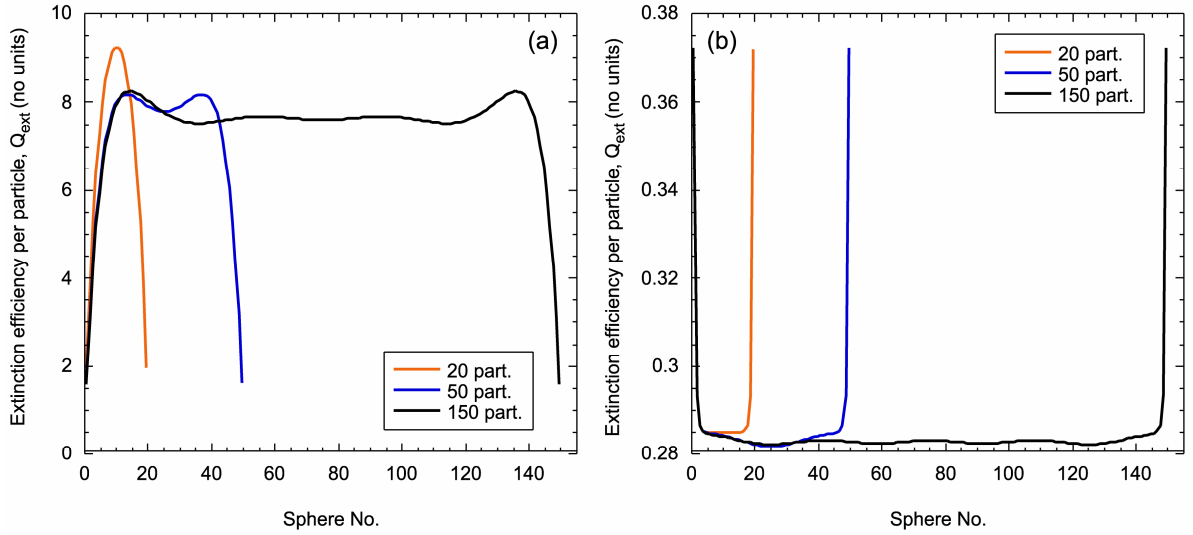 (a)
Extinction efficiency per particle, Q_ext (no units)
10
8
6
4
2
0
0 20 40 60 80 100 120 140
Sphere No.
20 part.
50 part.
150 part.
(b)
Extinction efficiency per particle, Q_ext (no units)
0.38
0.36
0.34
0.32
0.3
0.28
0 20 40 60 80 100 120 140
Sphere No.
20 part.
50 part.
150 part.